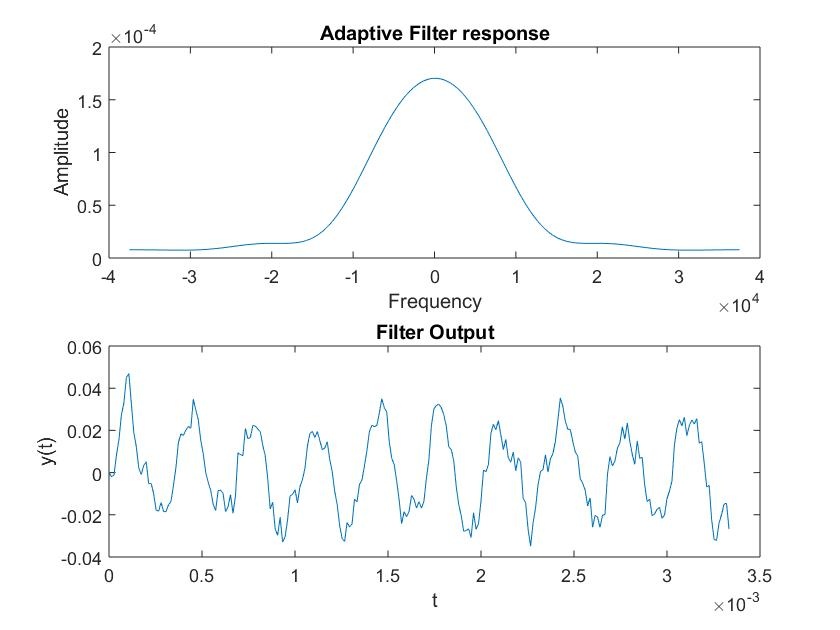 Adaptive Filter response
×10⁻⁴
2
1.5
1
0.5
0
Amplitude
-4 -3 -2 -1 0 1 2 3 4
Frequency
×10⁴
Filter Output
0.06
0.04
0.02
0
-0.02
-0.04
y(t)
0 0.5 1 1.5 2 2.5 3 3.5
t
×10⁻³